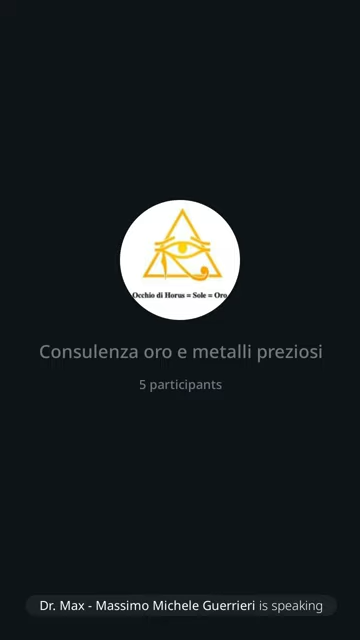 Occhio di Horus = Sole = Oro
Consulenza oro e metalli preziosi
5 participants
Dr. Max - Massimo Michele Guerrieri is speaking